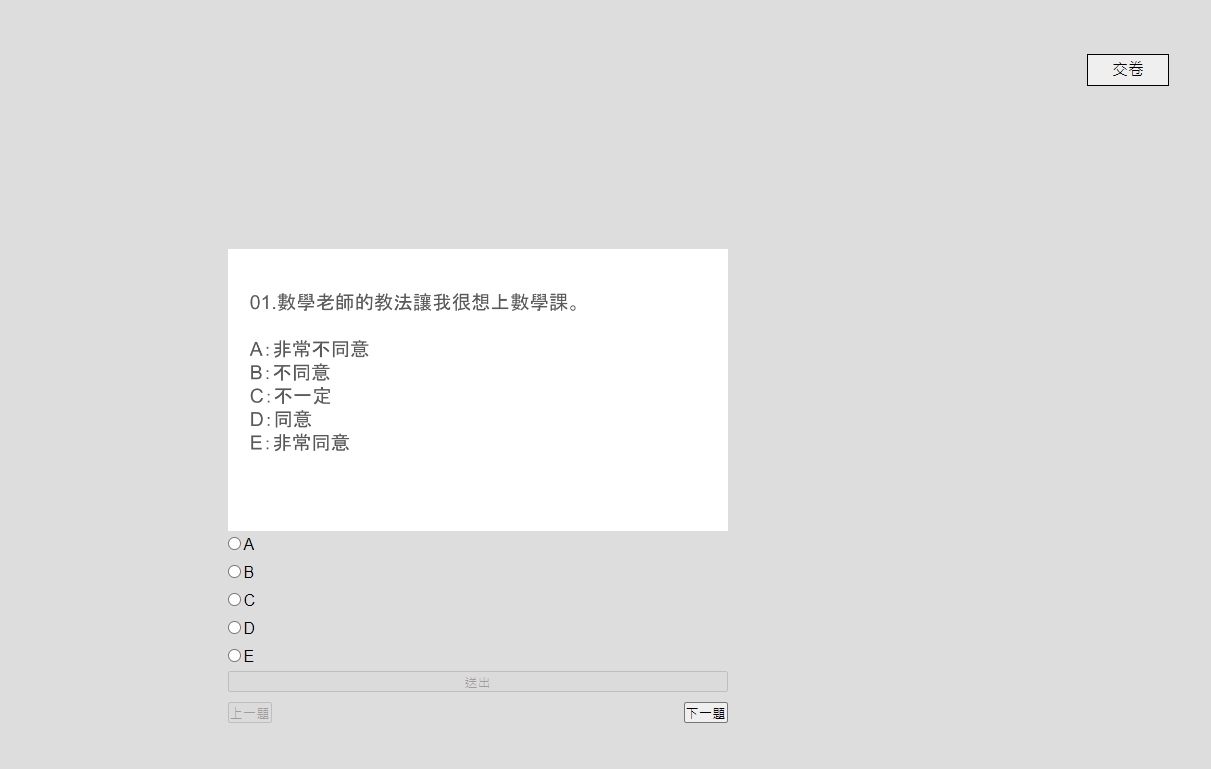 交卷
01.數學老師的教法讓我很想上數學課。
A:非常不同意
B:不同意
C:不一定
D:同意
E:非常同意
A
B
C
D
E
送出
上一題
下一題